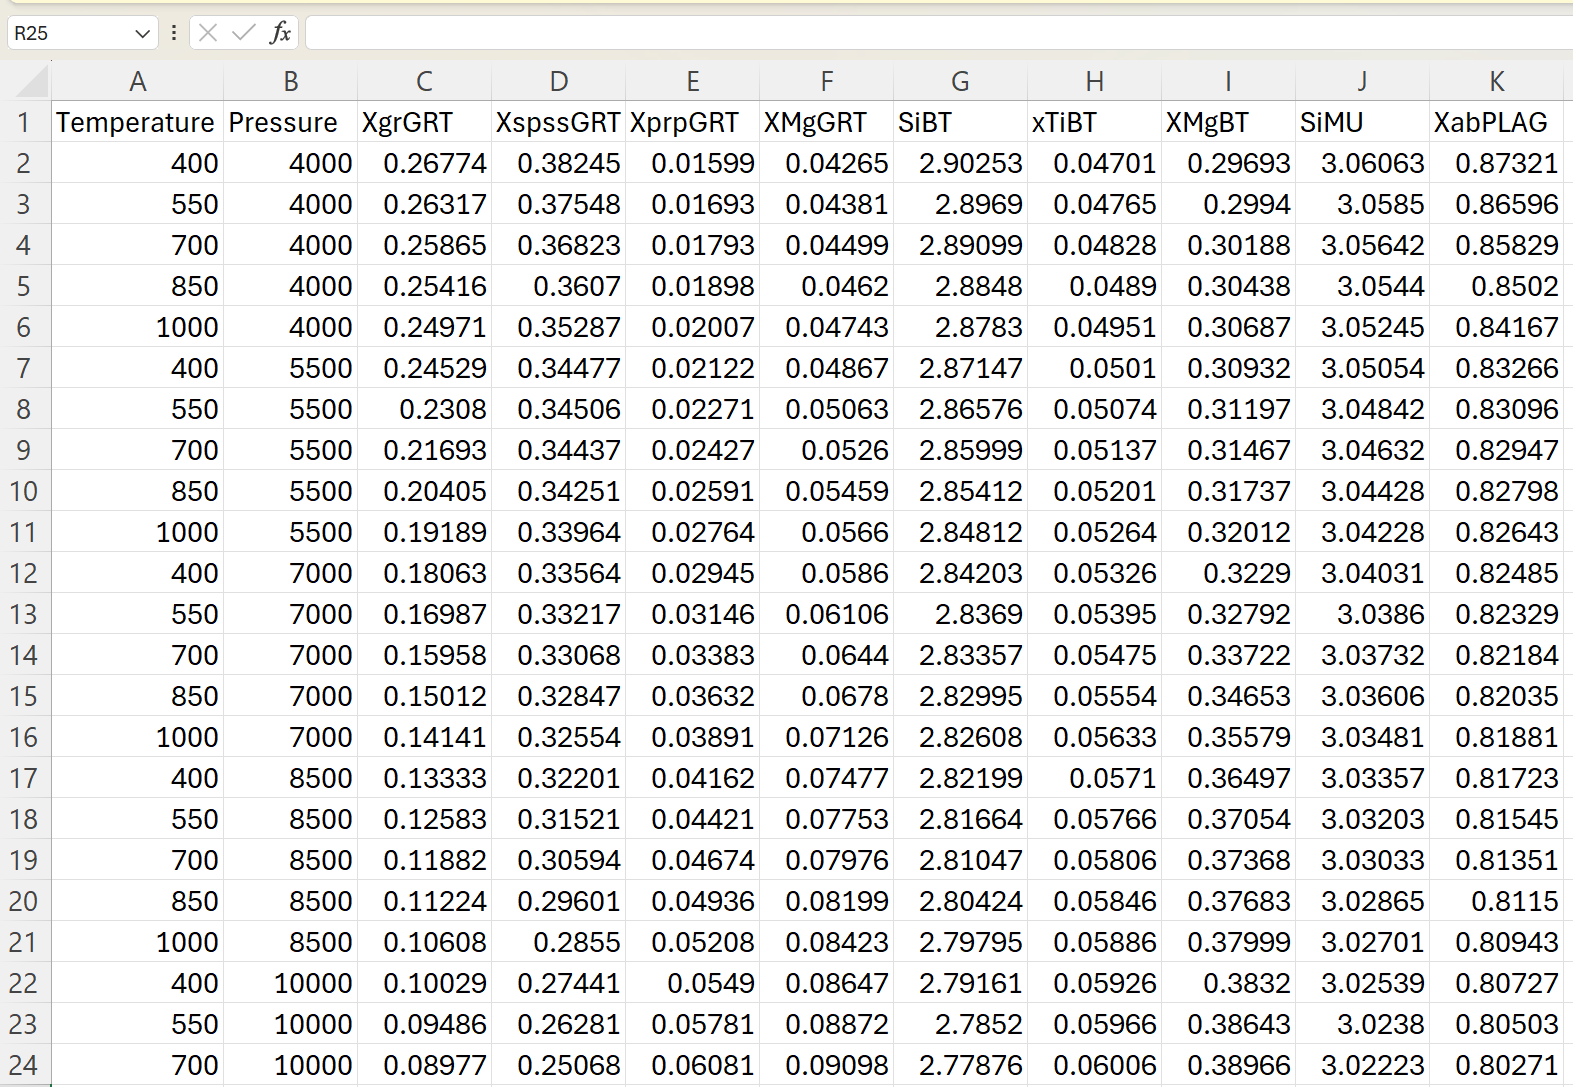 R25 fx
A B C D E F G H I J K
1 Temperature Pressure XgrGRT XspssGRT XprpGRT XMgGRT SiBT xTiBT XMgBT SiMU XabPLAG
2 400 4000 0.26774 0.38245 0.01599 0.04265 2.90253 0.04701 0.29693 3.06063 0.87321
3 550 4000 0.26317 0.37548 0.01693 0.04381 2.8969 0.04765 0.2994 3.0585 0.86596
4 700 4000 0.25865 0.36823 0.01793 0.04499 2.89099 0.04828 0.30188 3.05642 0.85829
5 850 4000 0.25416 0.3607 0.01898 0.0462 2.8848 0.0489 0.30438 3.0544 0.8502
6 1000 4000 0.24971 0.35287 0.02007 0.04743 2.8783 0.04951 0.30687 3.05245 0.84167
7 400 5500 0.24529 0.34477 0.02122 0.04867 2.87147 0.0501 0.30932 3.05054 0.83266
8 550 5500 0.2308 0.34506 0.02271 0.05063 2.86576 0.05074 0.31197 3.04842 0.83096
9 700 5500 0.21693 0.34437 0.02427 0.0526 2.85999 0.05137 0.31467 3.04632 0.82947
10 850 5500 0.20405 0.34251 0.02591 0.05459 2.85412 0.05201 0.31737 3.04428 0.82798
11 1000 5500 0.19189 0.33964 0.02764 0.0566 2.84812 0.05264 0.32012 3.04228 0.82643
12 400 7000 0.18063 0.33564 0.02945 0.0586 2.84203 0.05326 0.3229 3.04031 0.82485
13 550 7000 0.16987 0.33217 0.03146 0.06106 2.8369 0.05395 0.32792 3.0386 0.82329
14 700 7000 0.15958 0.33068 0.03383 0.0644 2.83357 0.05475 0.33722 3.03732 0.82184
15 850 7000 0.15012 0.32847 0.03632 0.0678 2.82995 0.05554 0.34653 3.03606 0.82035
16 1000 7000 0.14141 0.32554 0.03891 0.07126 2.82608 0.05633 0.35579 3.03481 0.81881
17 400 8500 0.13333 0.32201 0.04162 0.07477 2.82199 0.0571 0.36497 3.03357 0.81723
18 550 8500 0.12583 0.31521 0.04421 0.07753 2.81664 0.05766 0.37054 3.03203 0.81545
19 700 8500 0.11882 0.30594 0.04674 0.07976 2.81047 0.05806 0.37368 3.03033 0.81351
20 850 8500 0.11224 0.29601 0.04936 0.08199 2.80424 0.05846 0.37683 3.02865 0.8115
21 1000 8500 0.10608 0.2855 0.05208 0.08423 2.79795 0.05886 0.37999 3.02701 0.80943
22 400 10000 0.10029 0.27441 0.0549 0.08647 2.79161 0.05926 0.3832 3.02539 0.80727
23 550 10000 0.09486 0.26281 0.05781 0.08872 2.7852 0.05966 0.38643 3.0238 0.80503
24 700 10000 0.08977 0.25068 0.06081 0.09098 2.77876 0.06006 0.38966 3.02223 0.80271